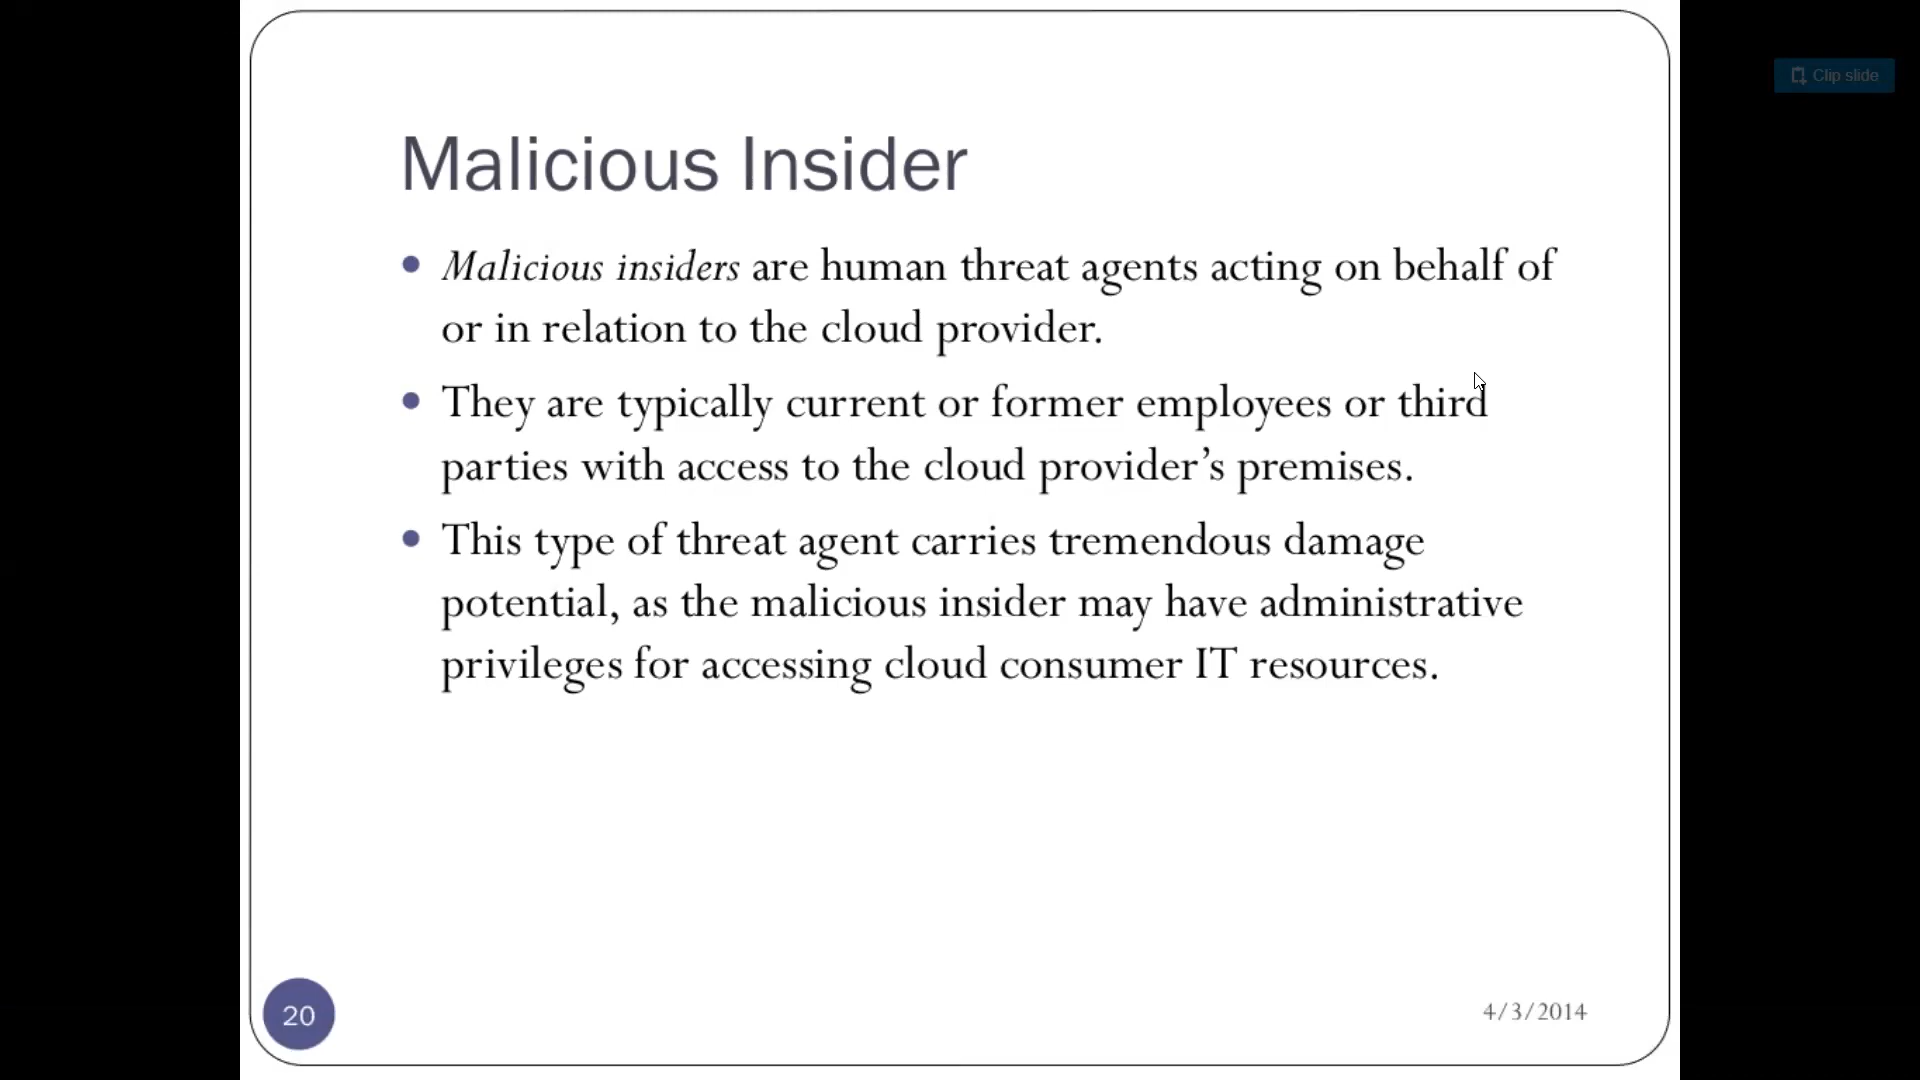 Clip slide
Malicious Insider
Malicious insiders are human threat agents acting on behalf of
or in relation to the cloud provider.
They are typically current or former employees or third
parties with access to the cloud provider’s premises.
This type of threat agent carries tremendous damage
potential, as the malicious insider may have administrative
privileges for accessing cloud consumer IT resources.
20
4/3/2014